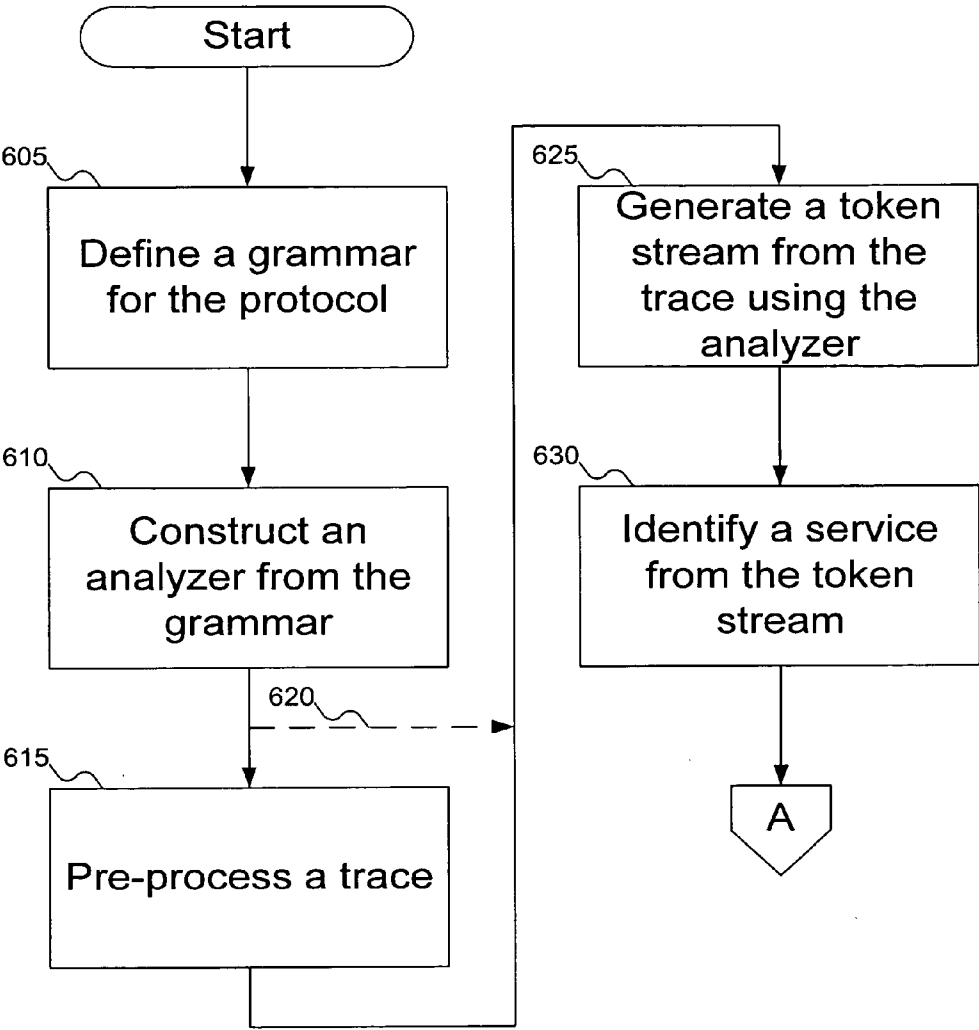 Start
605
Define a grammar
for the protocol
610
Construct an
analyzer from the
grammar
620
615
Pre-process a trace
625
Generate a token
stream from the
trace using the
analyzer
630
Identify a service
from the token
stream
A